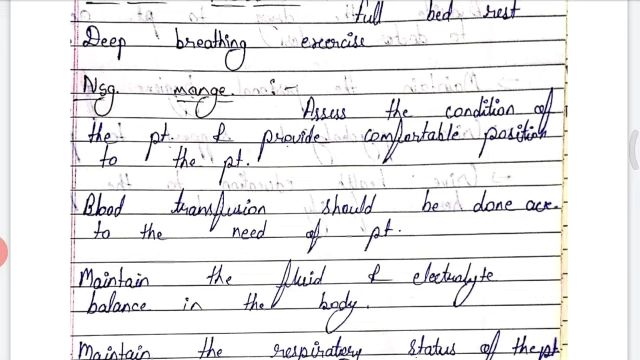 full bed rest
Deep breathing exercise
Nsg. mange. :-
Assess the condition of
the pt. & provide comfortable position
to the pt.
Blood transfusion should be done acc.
to the need of pt.
Maintain the fluid & electrolyte
balance in the body.
Maintain the respiratory status of the pt.